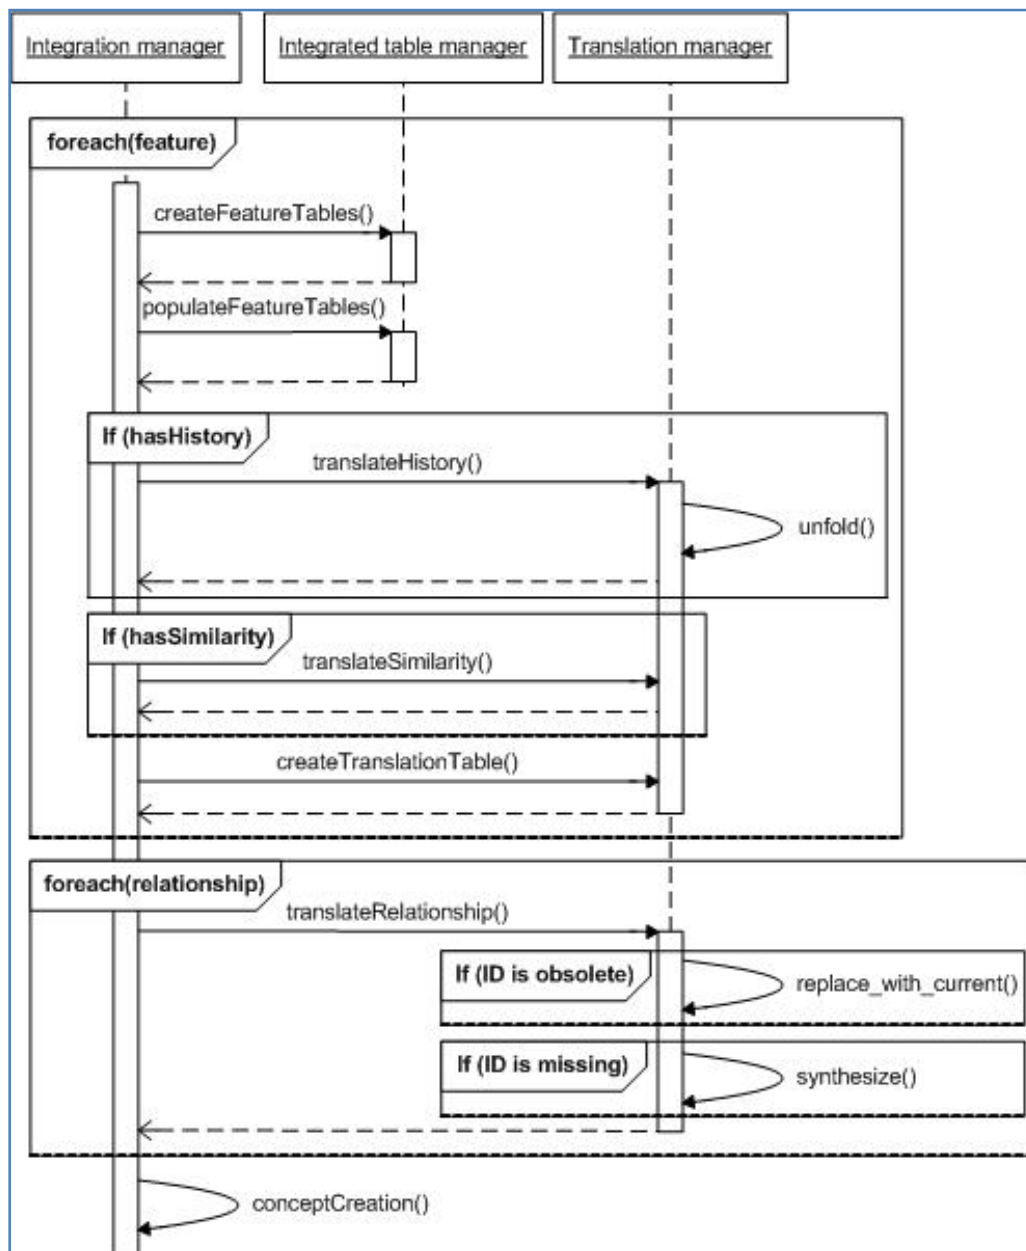 Integration manager
Integrated table manager
Translation manager
foreach(feature)
createFeatureTables()
populateFeatureTables()
If (hasHistory)
translateHistory()
unfold()
If (hasSimilarity)
translateSimilarity()
createTranslationTable()
foreach(relationship)
translateRelationship()
If (ID is obsolete)
replace_with_current()
If (ID is missing)
synthesize()
conceptCreation()